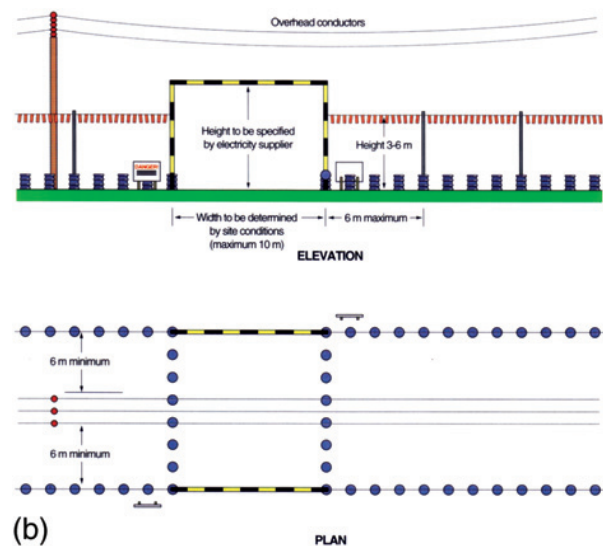 Overhead conductors
DANGER
Height to be specified
by electricity supplier
Height 3-6 m
Width to be determined
by site conditions
(maximum 10 m)
6 m maximum
ELEVATION
6 m minimum
6 m minimum
(b)
PLAN